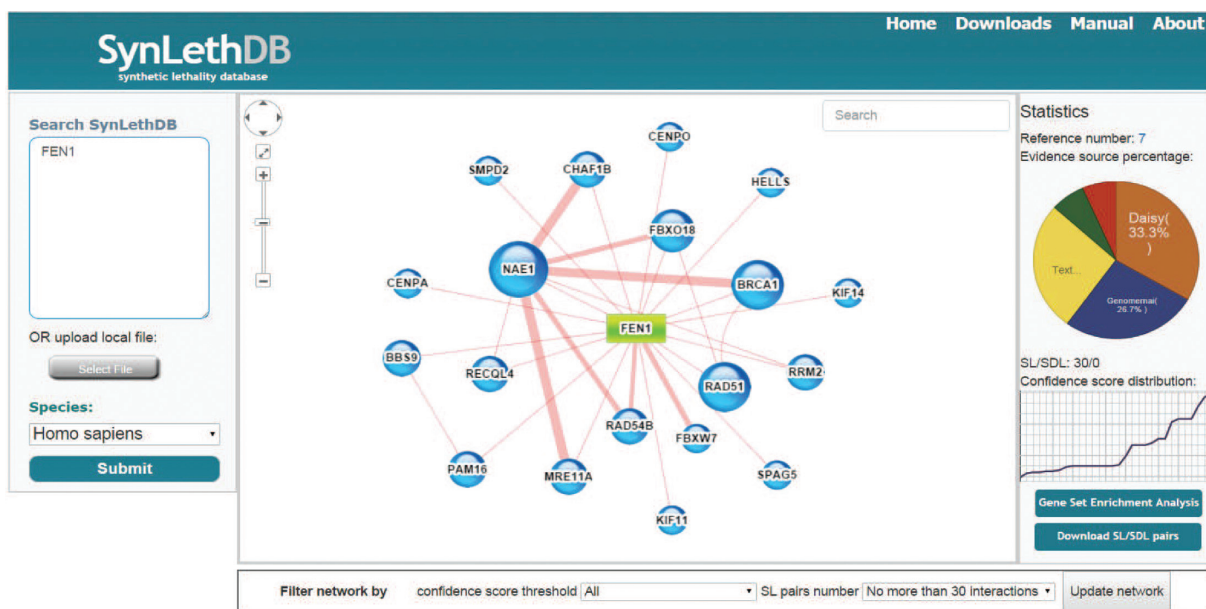 Home Downloads Manual About
SynLethDB
synthetic lethality database
Search SynLethDB
FEN1
OR upload local file:
Select File
Species:
Homo sapiens
Submit
Search
CENPO
SMPD2
CHAF1B
HELLS
FBXO18
NAE1
CENPA
BRCA1
KIF14
FEN1
BBS9
RECQL4
RRM2
RAD51
RAD54B
FBXW7
PAM16
MRE11A
SPAG5
KIF11
Statistics
Reference number: 7
Evidence source percentage:
Daisy(
33.3%
)
Text...
Genomernai(
26.7% )
SL/SDL: 30/0
Confidence score distribution:
Gene Set Enrichment Analysis
Download SL/SDL pairs
Filter network by confidence score threshold All SL pairs number No more than 30 interactions Update network